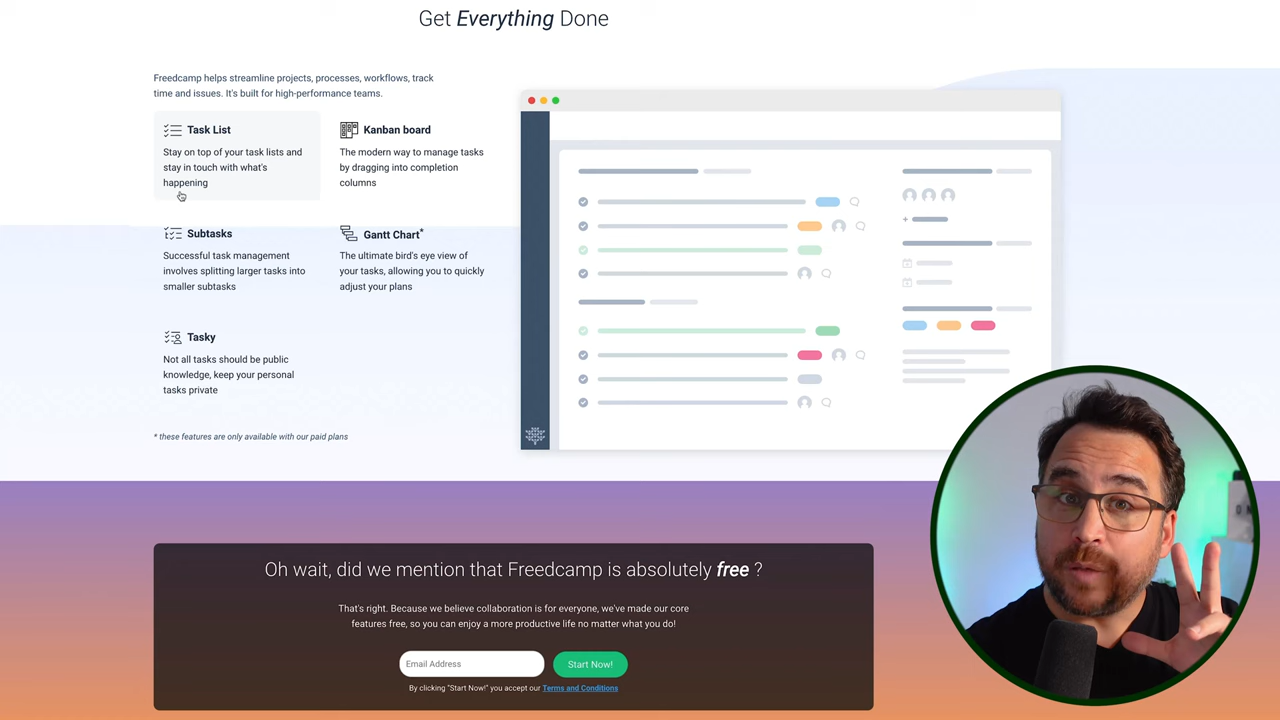 Get Everything Done
Freedcamp helps streamline projects, processes, workflows, track
time and issues. It's built for high-performance teams.
Task List
Stay on top of your task lists and
stay in touch with what's
happening
Kanban board
The modern way to manage tasks
by dragging into completion
columns
Subtasks
Successful task management
involves splitting larger tasks into
smaller subtasks
Gantt Chart*
The ultimate bird's eye view of
your tasks, allowing you to quickly
adjust your plans
Tasky
Not all tasks should be public
knowledge, keep your personal
tasks private
* these features are only available with our paid plans
Oh wait, did we mention that Freedcamp is absolutely free ?
That's right. Because we believe collaboration is for everyone, we've made our core
features free, so you can enjoy a more productive life no matter what you do!
Email Address
Start Now!
By clicking "Start Now!" you accept our Terms and Conditions